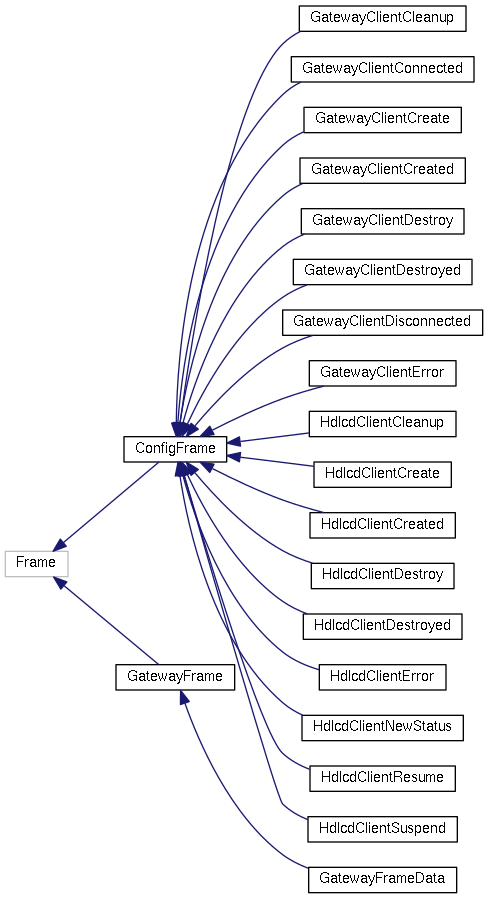 GatewayClientCleanup
GatewayClientConnected
GatewayClientCreate
GatewayClientCreated
GatewayClientDestroy
GatewayClientDestroyed
GatewayClientDisconnected
GatewayClientError
HdlcdClientCleanup
ConfigFrame
HdlcdClientCreate
HdlcdClientCreated
Frame
HdlcdClientDestroy
HdlcdClientDestroyed
HdlcdClientError
GatewayFrame
HdlcdClientNewStatus
HdlcdClientResume
HdlcdClientSuspend
GatewayFrameData